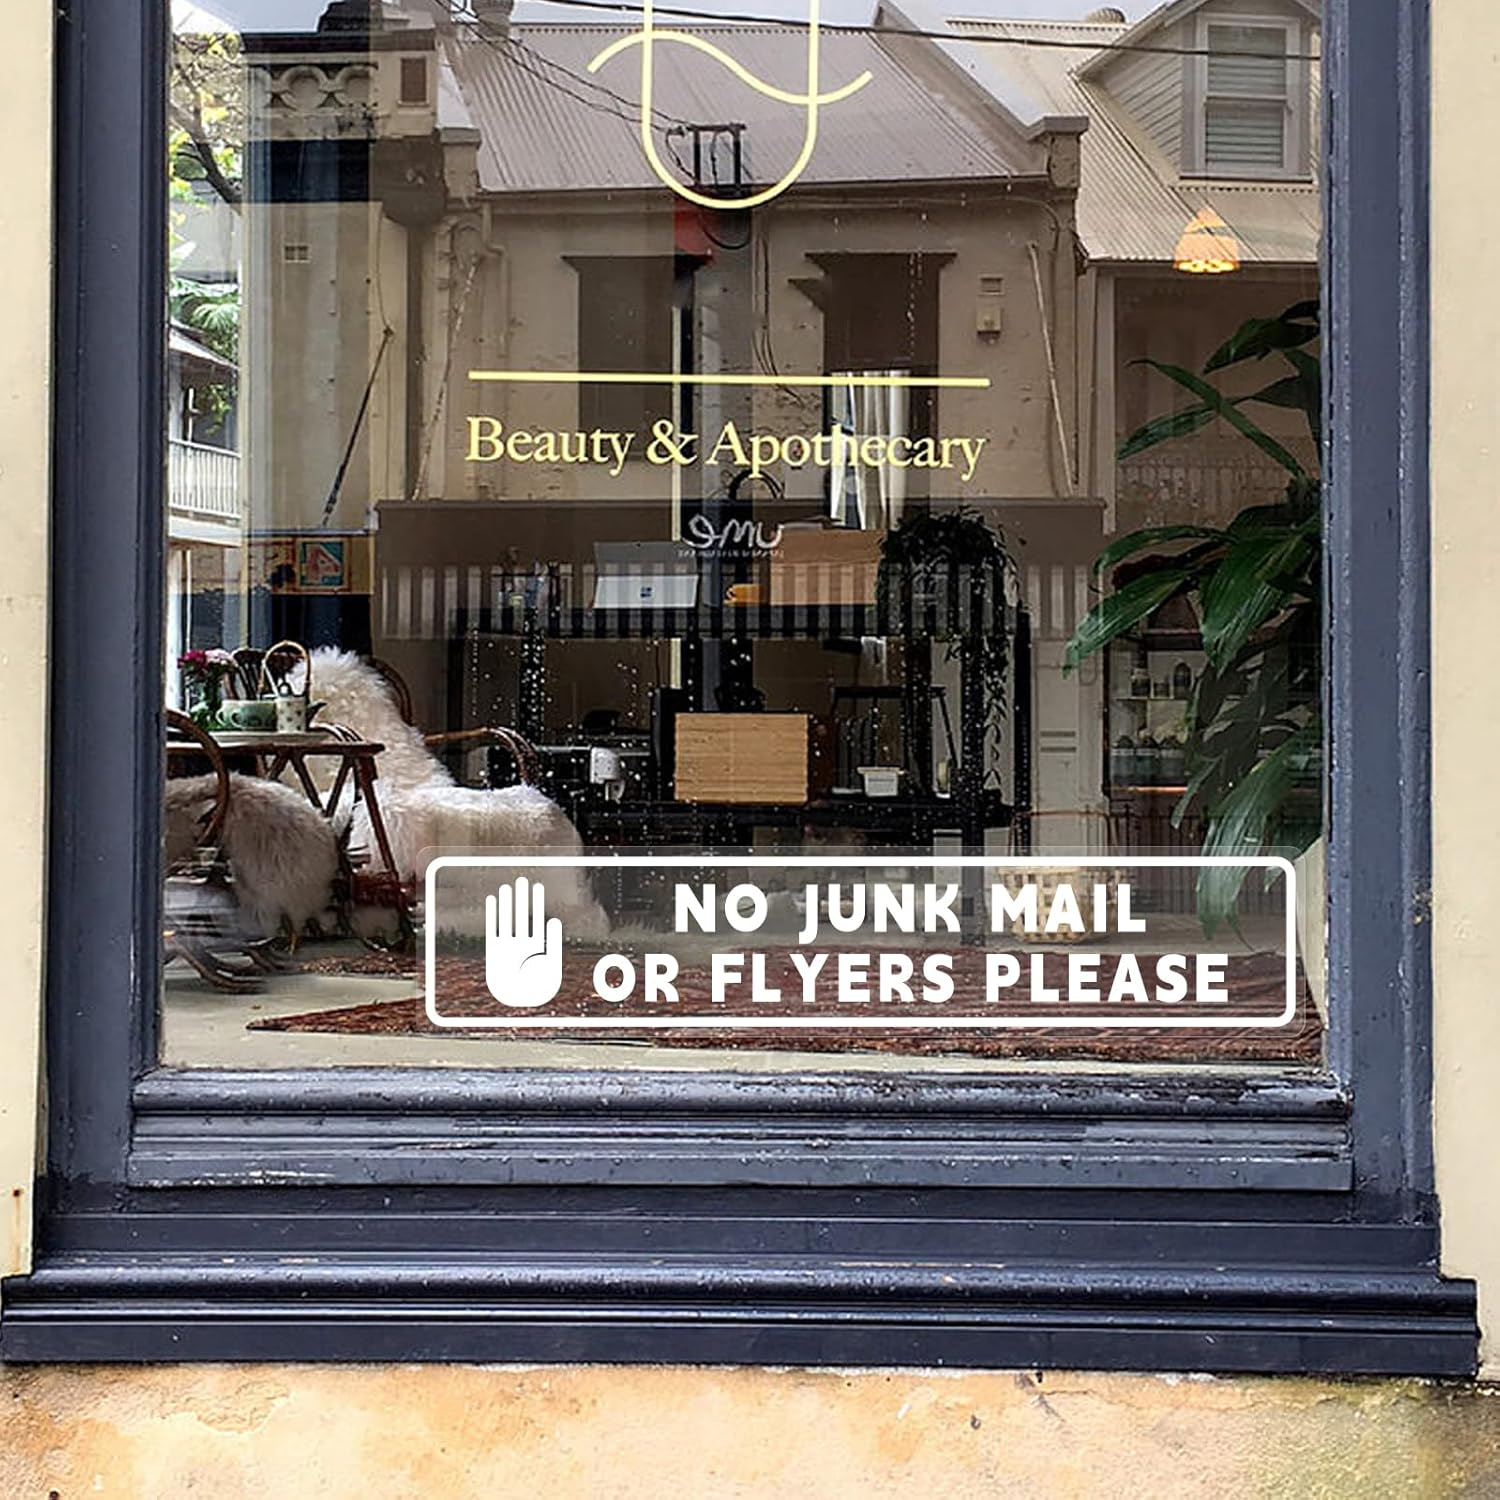 Beauty & Apothecary
NO JUNK MAIL
OR FLYERS PLEASE